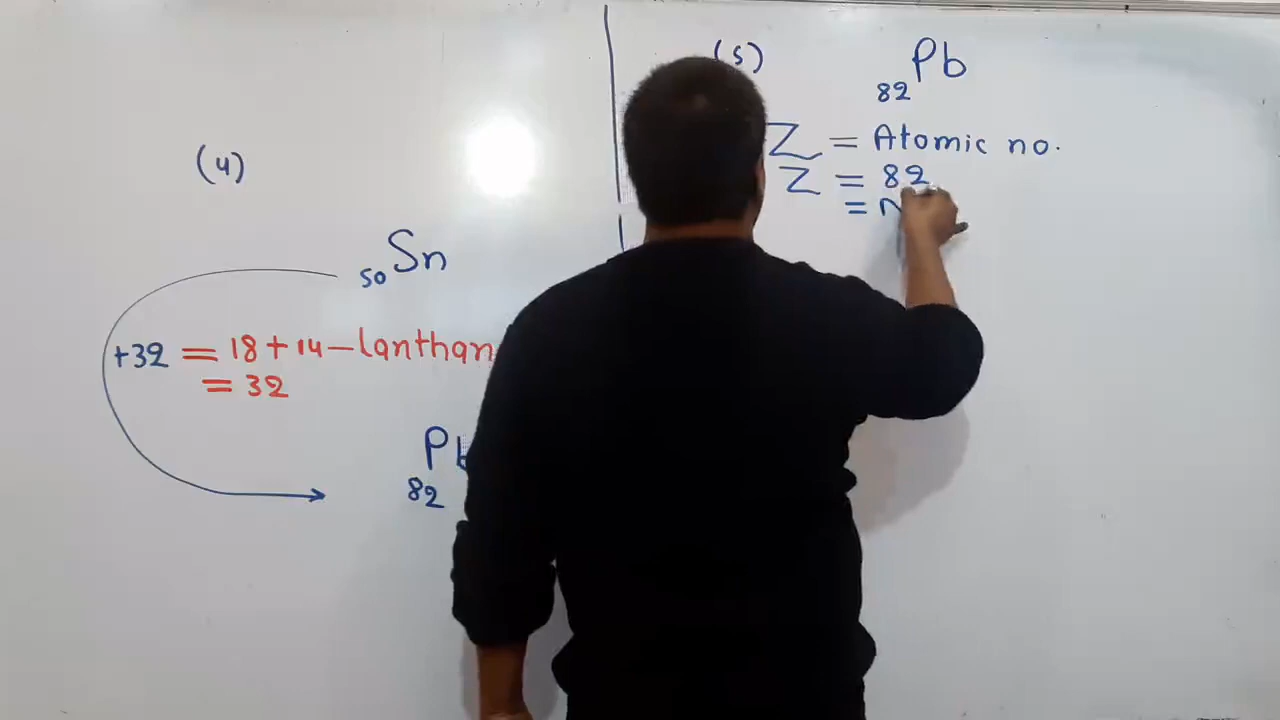 (4)
50Sn
+32 = 18 + 14 – lanthan
= 32
Pb
82
(5)
82Pb
Z = Atomic no.
Z = 82
=